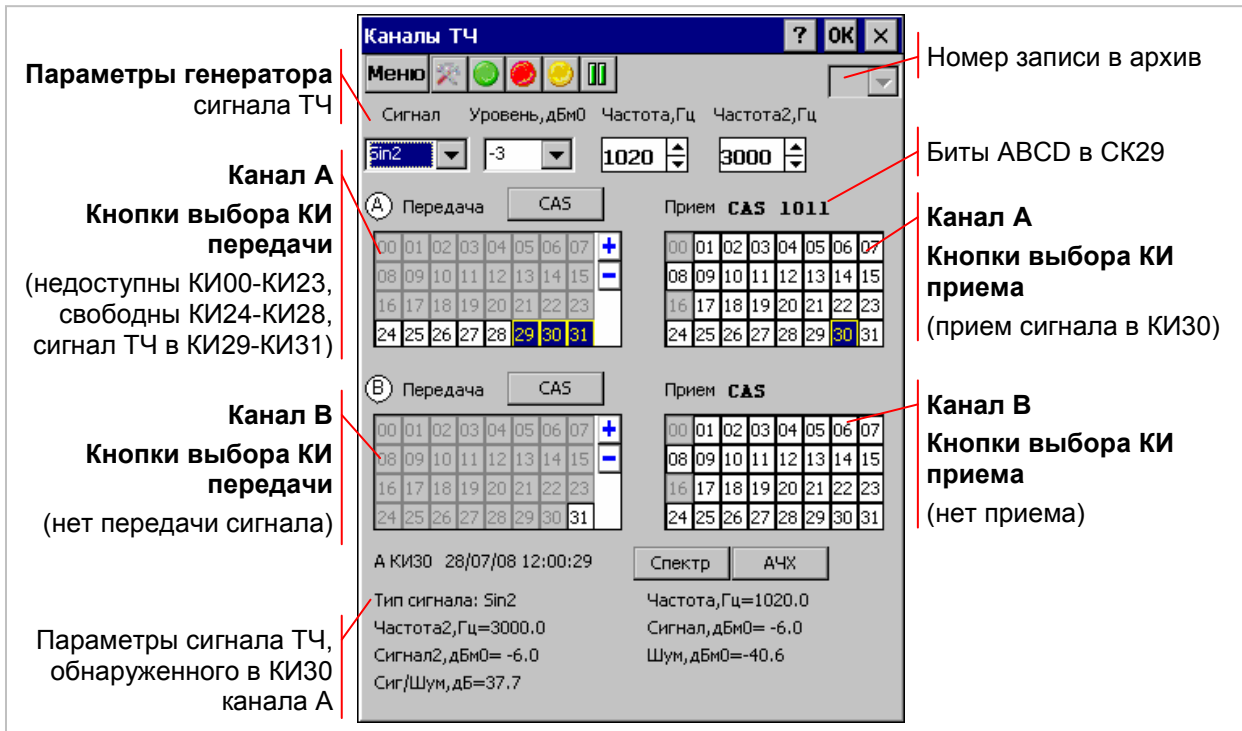 Параметры генератора
сигнала ТЧ
Канал А
Кнопки выбора КИ
передачи
(недоступны КИ00-КИ23,
свободны КИ24-КИ28,
сигнал ТЧ в КИ29-КИ31)
Канал В
Кнопки выбора КИ
передачи
(нет передачи сигнала)
Параметры сигнала ТЧ,
обнаруженного в КИ30
канала А
Каналы ТЧ ? OK ×
Меню
Сигнал Уровень,дБм0 Частота,Гц Частота2,Гц
Sin2 -3 1020 3000
A Передача CAS Прием CAS 1011
00 01 02 03 04 05 06 07 + 00 01 02 03 04 05 06 07
08 09 10 11 12 13 14 15 − 08 09 10 11 12 13 14 15
16 17 18 19 20 21 22 23 16 17 18 19 20 21 22 23
24 25 26 27 28 29 30 31 24 25 26 27 28 29 30 31
B Передача CAS Прием CAS
00 01 02 03 04 05 06 07 + 00 01 02 03 04 05 06 07
08 09 10 11 12 13 14 15 − 08 09 10 11 12 13 14 15
16 17 18 19 20 21 22 23 16 17 18 19 20 21 22 23
24 25 26 27 28 29 30 31 24 25 26 27 28 29 30 31
А КИ30 28/07/08 12:00:29 Спектр АЧХ
Тип сигнала: Sin2 Частота,Гц=1020.0
Частота2,Гц=3000.0 Сигнал,дБм0= -6.0
Сигнал2,дБм0= -6.0 Шум,дБм0=-40.6
Сиг/Шум,дБ=37.7
Номер записи в архив
Биты ABCD в СК29
Канал А
Кнопки выбора КИ
приема
(прием сигнала в КИ30)
Канал В
Кнопки выбора КИ
приема
(нет приема)